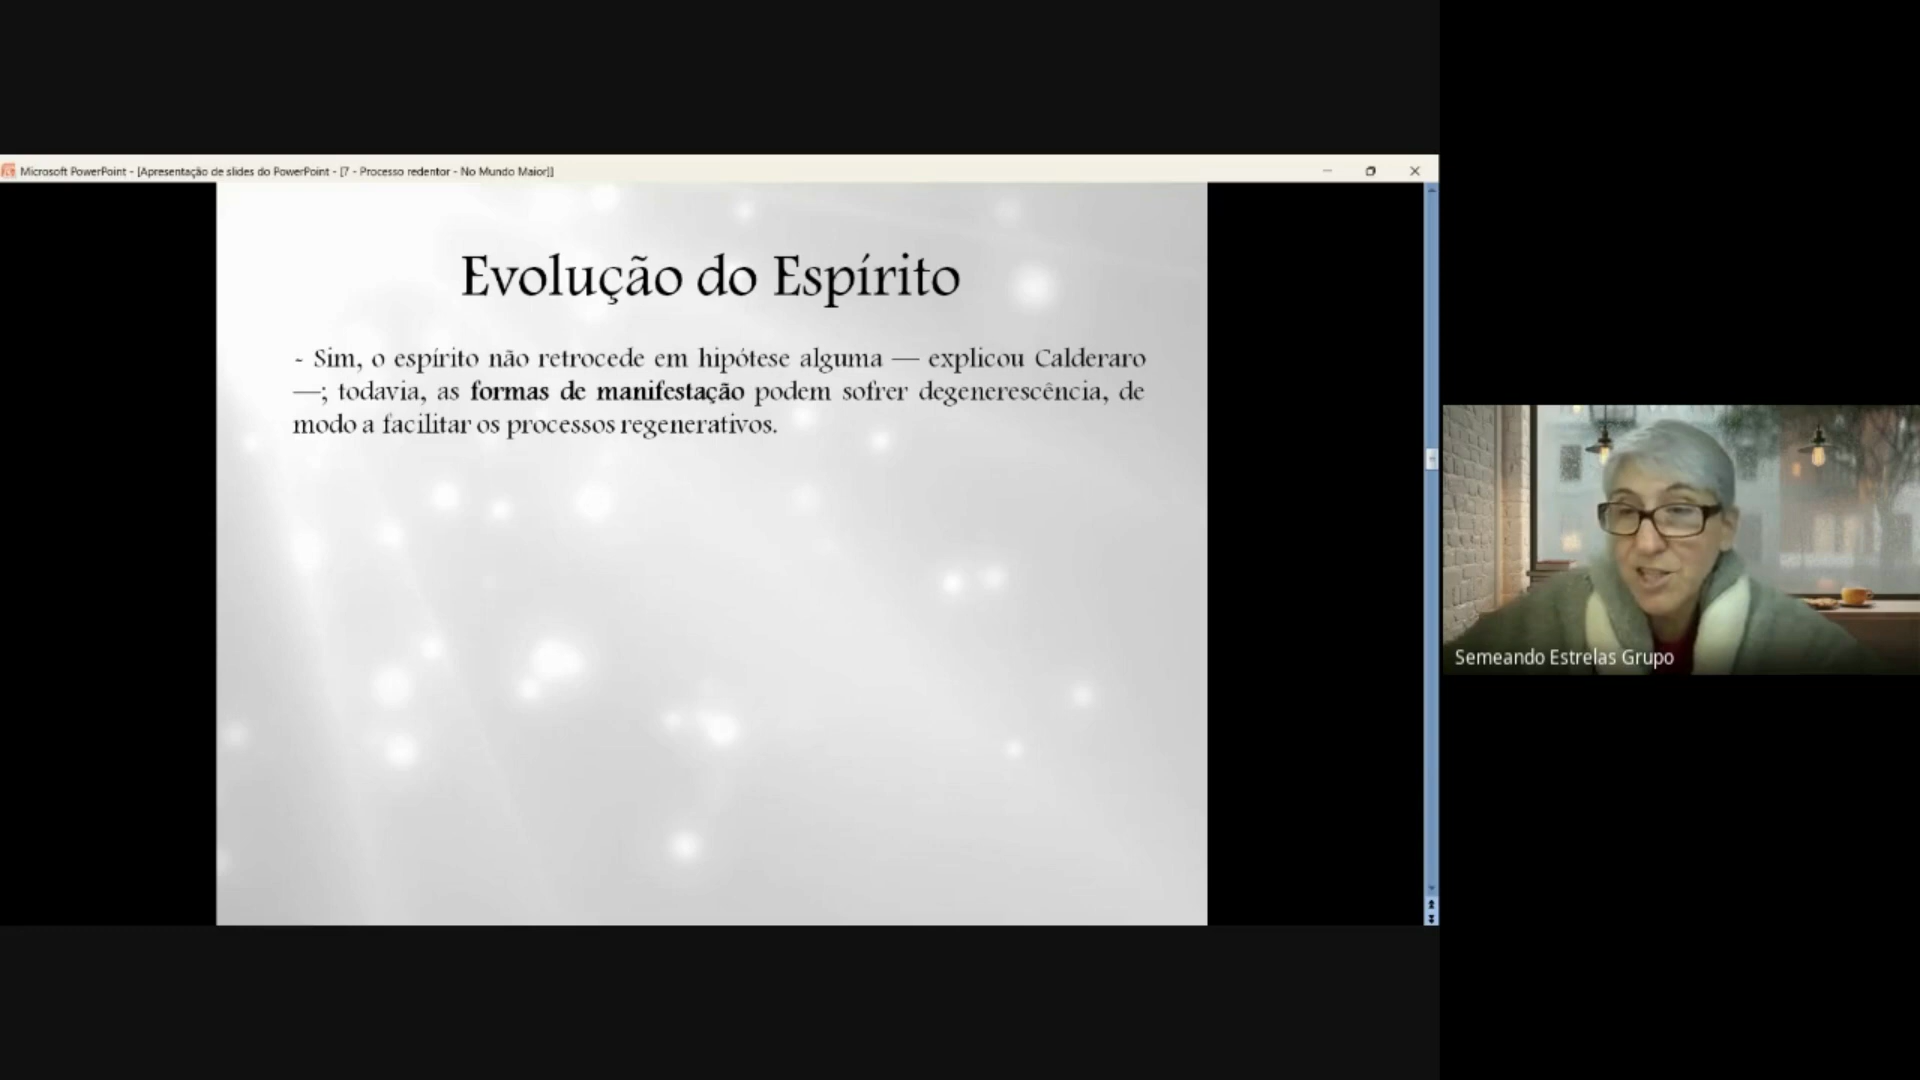 Microsoft PowerPoint - [Apresentação de slides do PowerPoint - [7 - Processo redentor - No Mundo Maior]]
Evolução do Espírito
- Sim, o espírito não retrocede em hipótese alguma — explicou Calderaro
—; todavia, as formas de manifestação podem sofrer degenerescência, de
modo a facilitar os processos regenerativos.
Semeando Estrelas Grupo